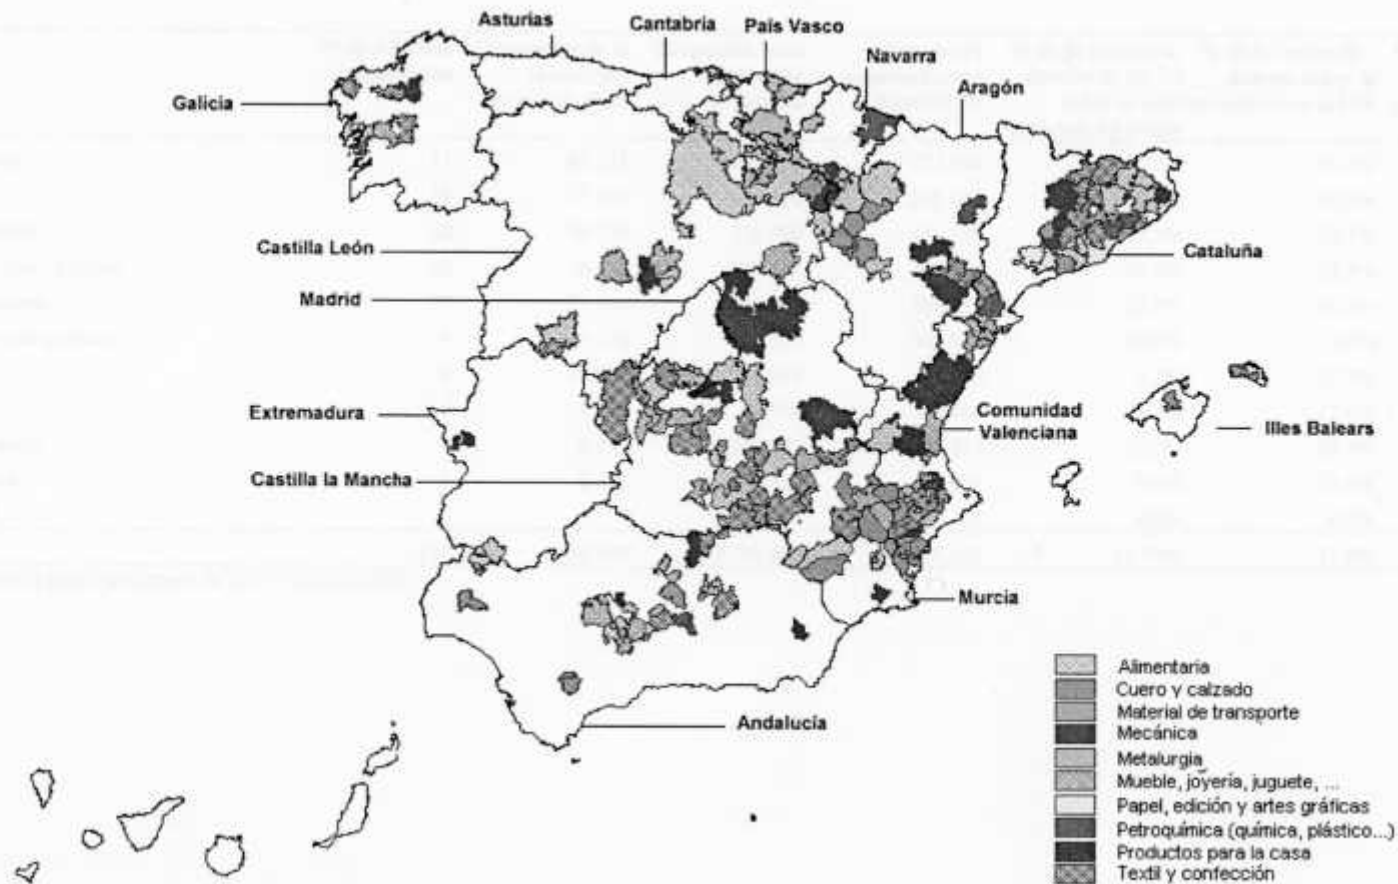 Asturias
Cantabria
País Vasco
Navarra
Aragón
Galicia
Castilla León
Cataluña
Madrid
Extremadura
Comunidad
Valenciana
Illes Balears
Castilla la Mancha
Murcia
Andalucía
Alimentaria
Cuero y calzado
Material de transporte
Mecánica
Metalurgia
Mueble, joyería, juguete, ...
Papel, edición y artes gráficas
Petroquímica (química, plástico...)
Productos para la casa
Textil y confección